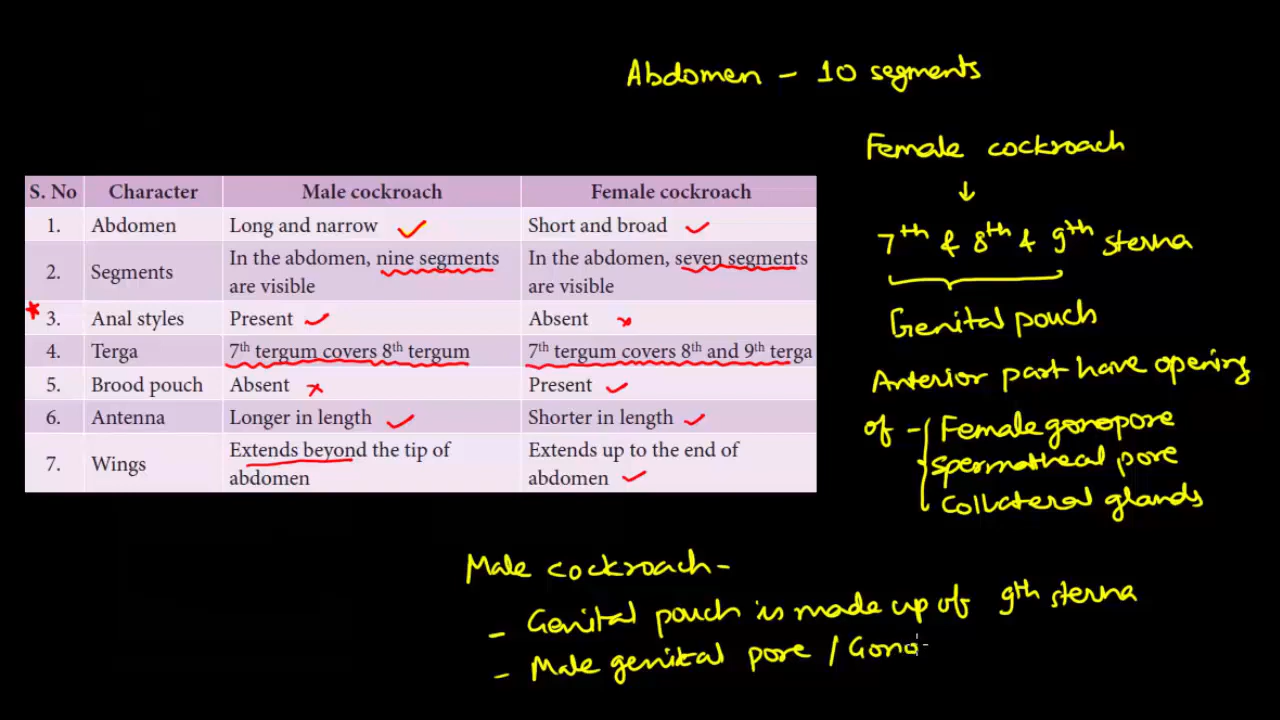 Abdomen - 10 segments
Female cockroach
↓
7th & 8th & 9th sterna
Genital pouch
Anterior part have opening
of - Female gonopore
Spermathecal pore
Collateral glands
S. No Character Male cockroach Female cockroach
1. Abdomen Long and narrow Short and broad
2. Segments In the abdomen, nine segments are visible In the abdomen, seven segments are visible
3. Anal styles Present Absent
4. Terga 7th tergum covers 8th tergum 7th tergum covers 8th and 9th terga
5. Brood pouch Absent Present
6. Antenna Longer in length Shorter in length
7. Wings Extends beyond the tip of abdomen Extends up to the end of abdomen
Male cockroach -
- Genital pouch is made up of 9th sterna
- Male genital pore / Gono